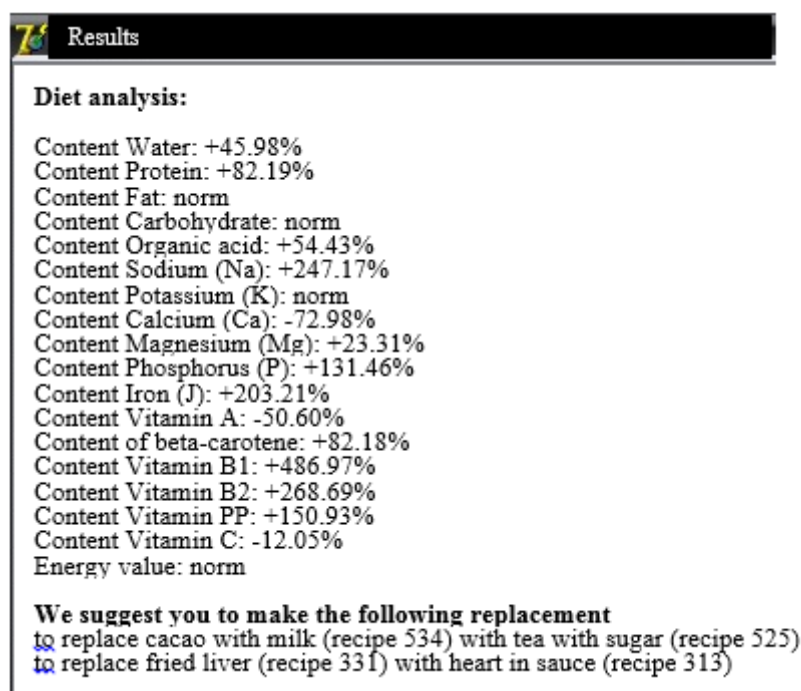 Results
Diet analysis:
Content Water: +45.98%
Content Protein: +82.19%
Content Fat: norm
Content Carbohydrate: norm
Content Organic acid: +54.43%
Content Sodium (Na): +247.17%
Content Potassium (K): norm
Content Calcium (Ca): -72.98%
Content Magnesium (Mg): +23.31%
Content Phosphorus (P): +131.46%
Content Iron (J): +203.21%
Content Vitamin A: -50.60%
Content of beta-carotene: +82.18%
Content Vitamin B1: +486.97%
Content Vitamin B2: +268.69%
Content Vitamin PP: +150.93%
Content Vitamin C: -12.05%
Energy value: norm
We suggest you to make the following replacement
to replace cacao with milk (recipe 534) with tea with sugar (recipe 525)
to replace fried liver (recipe 331) with heart in sauce (recipe 313)